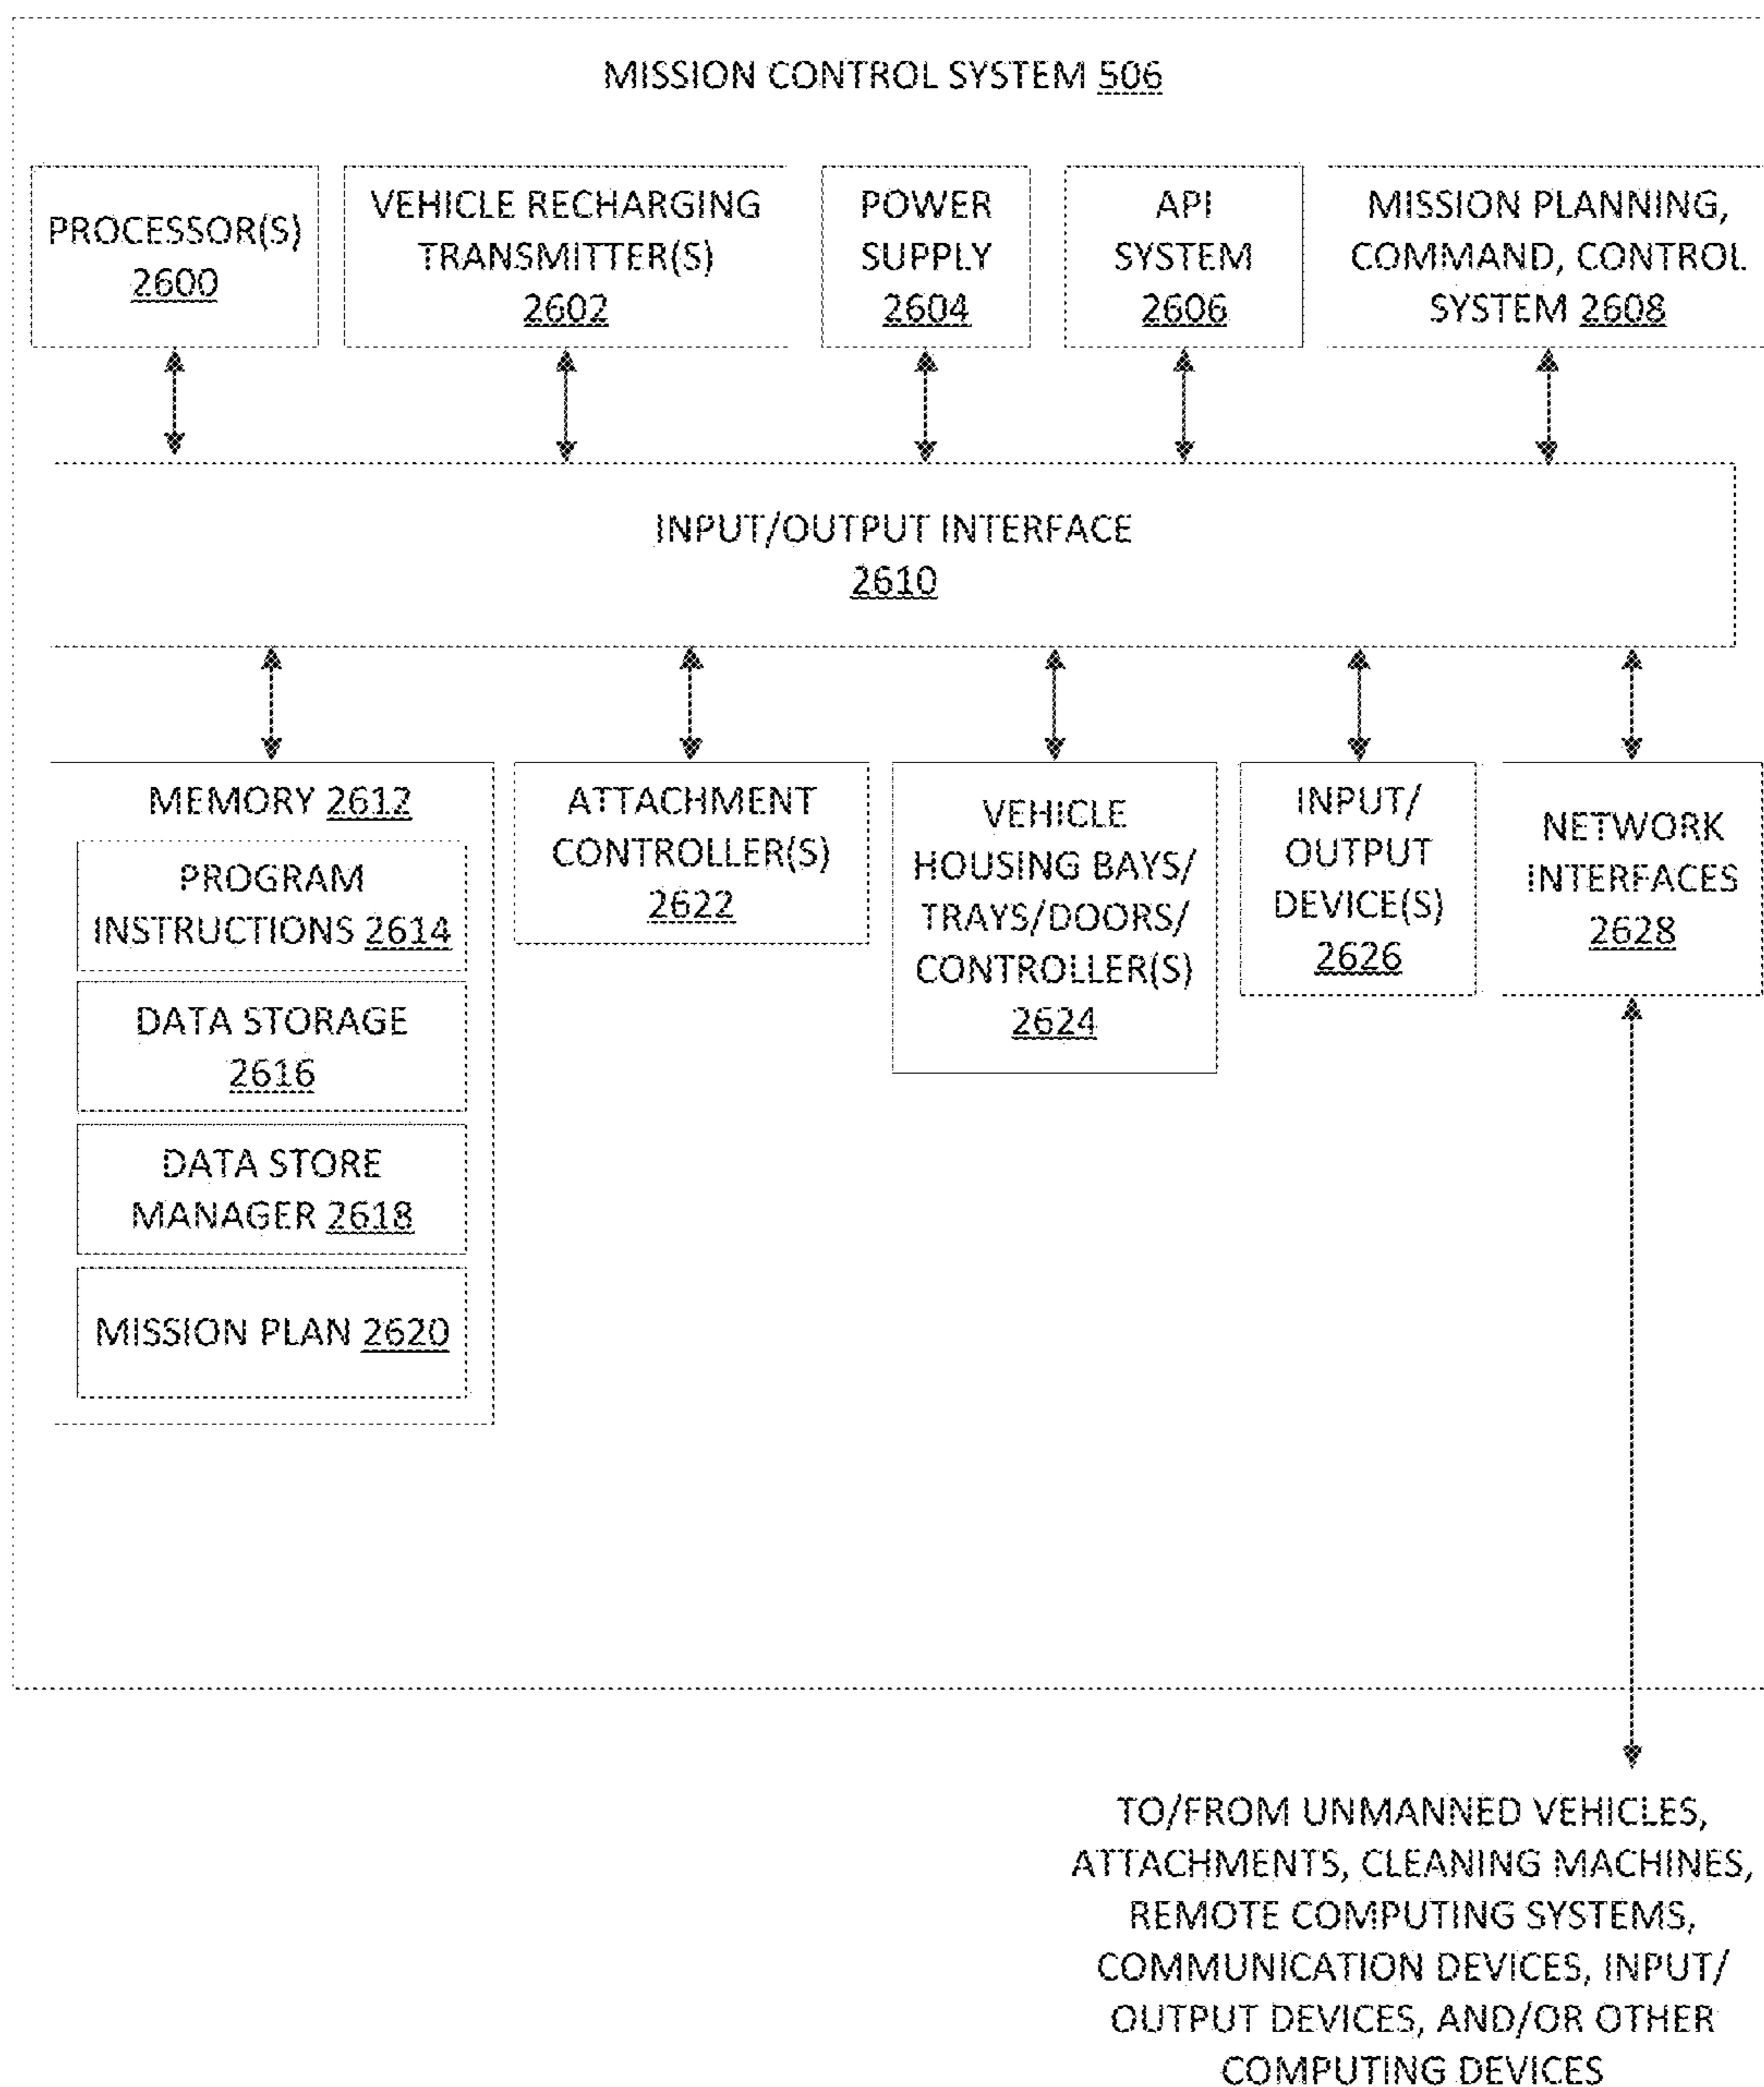 MISSION CONTROL SYSTEM 506
PROCESSOR(S)
2600
VEHICLE RECHARGING
TRANSMITTER(S)
2602
POWER
SUPPLY
2604
API
SYSTEM
2606
MISSION PLANNING,
COMMAND, CONTROL
SYSTEM 2608
INPUT/OUTPUT INTERFACE
2610
MEMORY 2612
PROGRAM
INSTRUCTIONS 2614
DATA STORAGE
2616
DATA STORE
MANAGER 2618
MISSION PLAN 2620
ATTACHMENT
CONTROLLER(S)
2622
VEHICLE
HOUSING BAYS/
TRAYS/DOORS/
CONTROLLER(S)
2624
INPUT/
OUTPUT
DEVICE(S)
2626
NETWORK
INTERFACES
2628
TO/FROM UNMANNED VEHICLES,
ATTACHMENTS, CLEANING MACHINES,
REMOTE COMPUTING SYSTEMS,
COMMUNICATION DEVICES, INPUT/
OUTPUT DEVICES, AND/OR OTHER
COMPUTING DEVICES